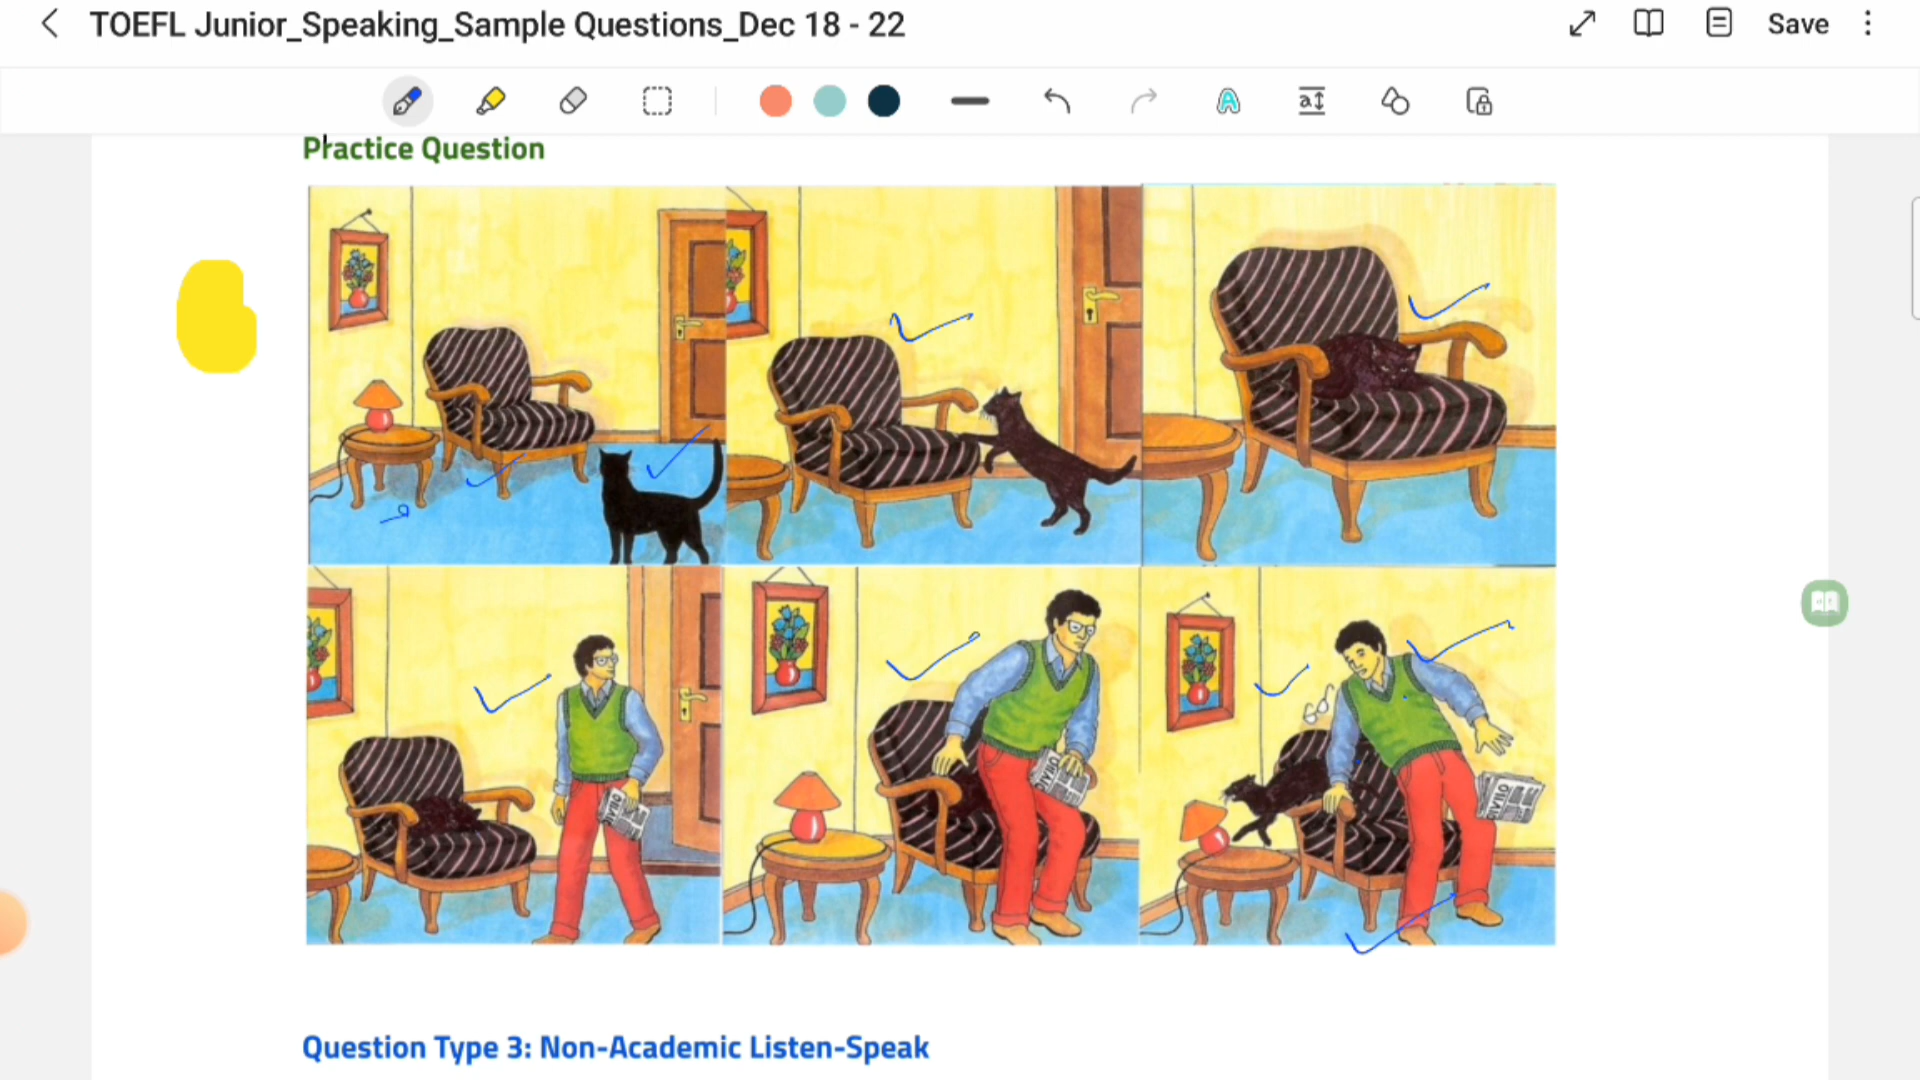 TOEFL Junior_Speaking_Sample Questions_Dec 18 - 22
Save
Practice Question
Question Type 3: Non-Academic Listen-Speak